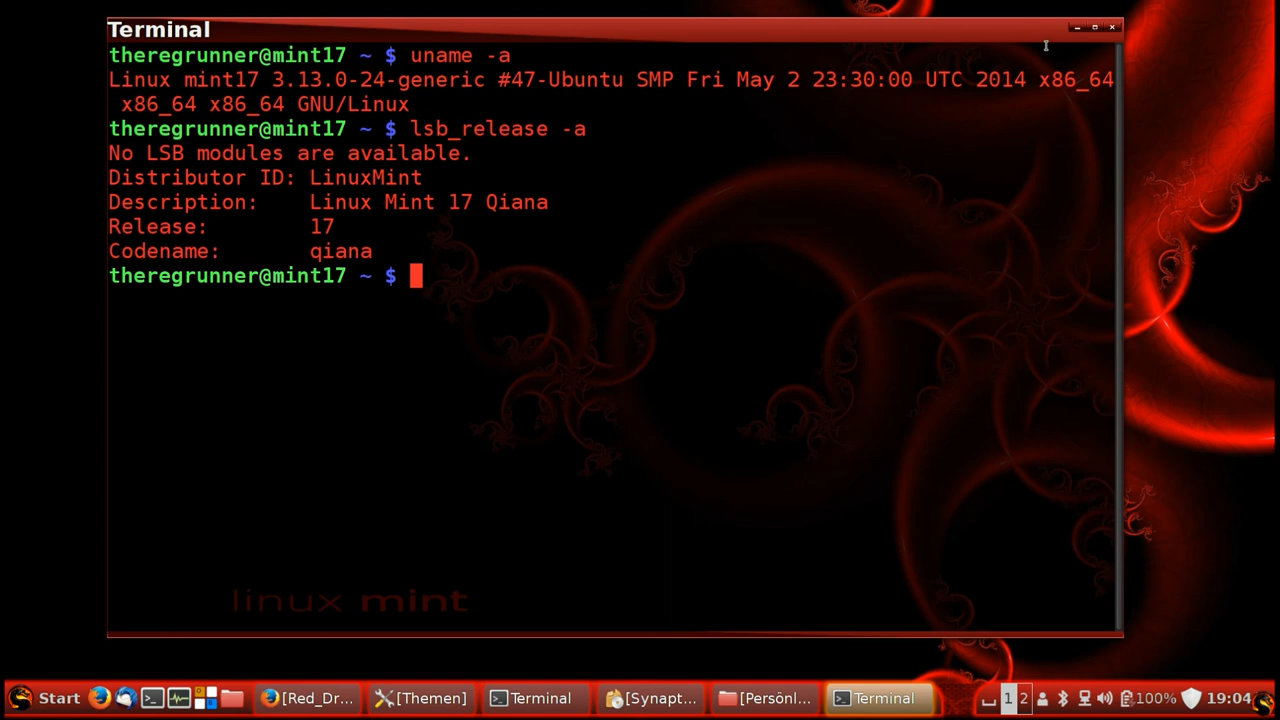 Terminal
theregrunner@mint17 ~ $ uname -a
Linux mint17 3.13.0-24-generic #47-Ubuntu SMP Fri May 2 23:30:00 UTC 2014 x86_64
x86_64 x86_64 GNU/Linux
theregrunner@mint17 ~ $ lsb_release -a
No LSB modules are available.
Distributor ID: LinuxMint
Description: Linux Mint 17 Qiana
Release: 17
Codename: qiana
theregrunner@mint17 ~ $
linux mint
Start [Red_Dr... [Themen] Terminal [Synapt... [Persönl... Terminal 1 2 100% 19:04